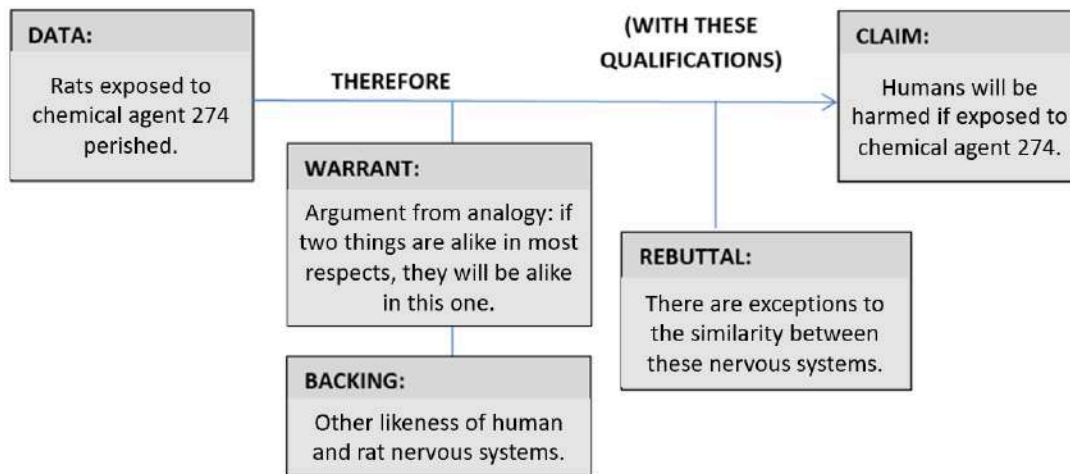 DATA:
Rats exposed to
chemical agent 274
perished.
THEREFORE
(WITH THESE
QUALIFICATIONS)
CLAIM:
Humans will be
harmed if exposed to
chemical agent 274.
WARRANT:
Argument from analogy: if
two things are alike in most
respects, they will be alike
in this one.
REBUTTAL:
There are exceptions to
the similarity between
these nervous systems.
BACKING:
Other likeness of human
and rat nervous systems.